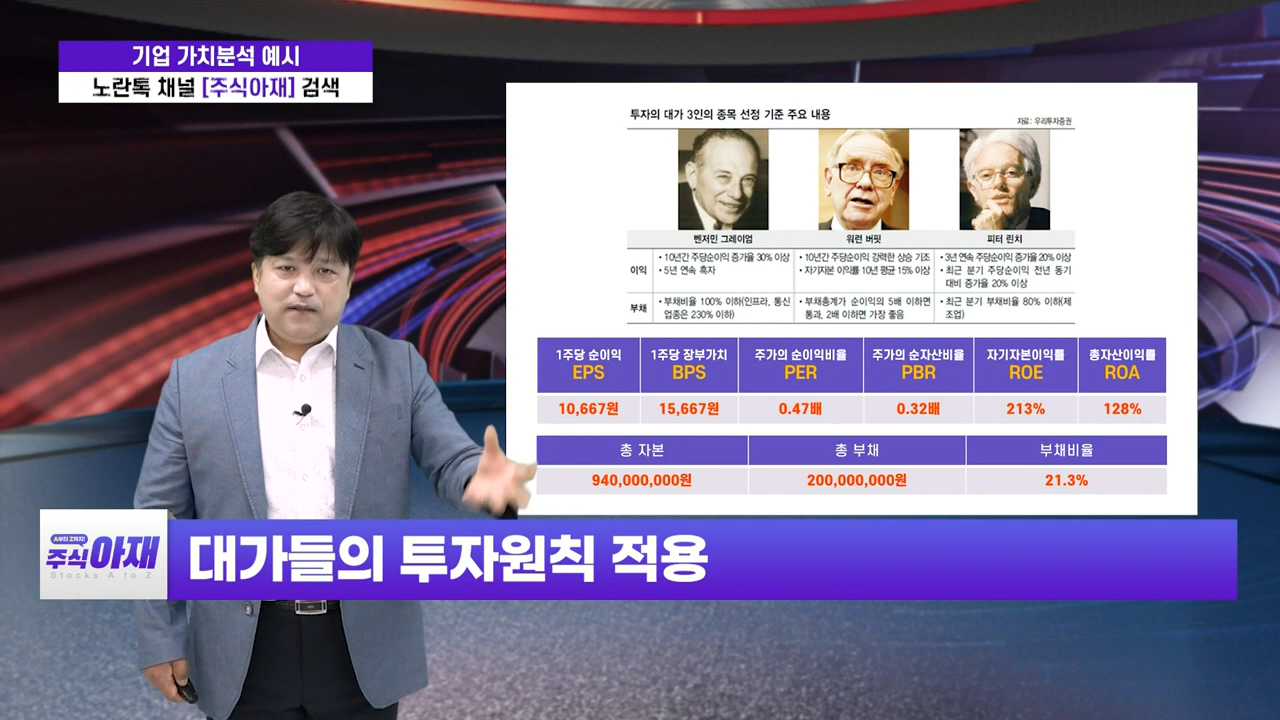 기업 가치분석 예시
노란톡 채널 [주식아재] 검색
투자의 대가 3인의 종목 선정 기준 주요 내용
자료: 우리투자증권
벤저민 그레이엄 워런 버핏 피터 린치
이익
• 10년간 주당순이익 증가율 30% 이상
• 5년 연속 흑자
• 10년간 주당순이익 강력한 상승 기조
• 자기자본 이익률 10년 평균 15% 이상
• 3년 연속 주당순이익 증가율 20% 이상
• 최근 분기 주당순이익 전년 동기
대비 증가율 20% 이상
부채
• 부채비율 100% 이하(인프라, 통신
업종은 230% 이하)
• 부채총계가 순이익의 5배 이하면
통과, 2배 이하면 가장 좋음
• 최근 분기 부채비율 80% 이하(제
조업)
1주당 순이익 1주당 장부가치 주가의 순이익비율 주가의 순자산비율 자기자본이익률 총자산이익률
EPS BPS PER PBR ROE ROA
10,667원 15,667원 0.47배 0.32배 213% 128%
총 자본 총 부채 부채비율
940,000,000원 200,000,000원 21.3%
A부터 Z까지!
주식아재
Stocks A to Z
대가들의 투자원칙 적용